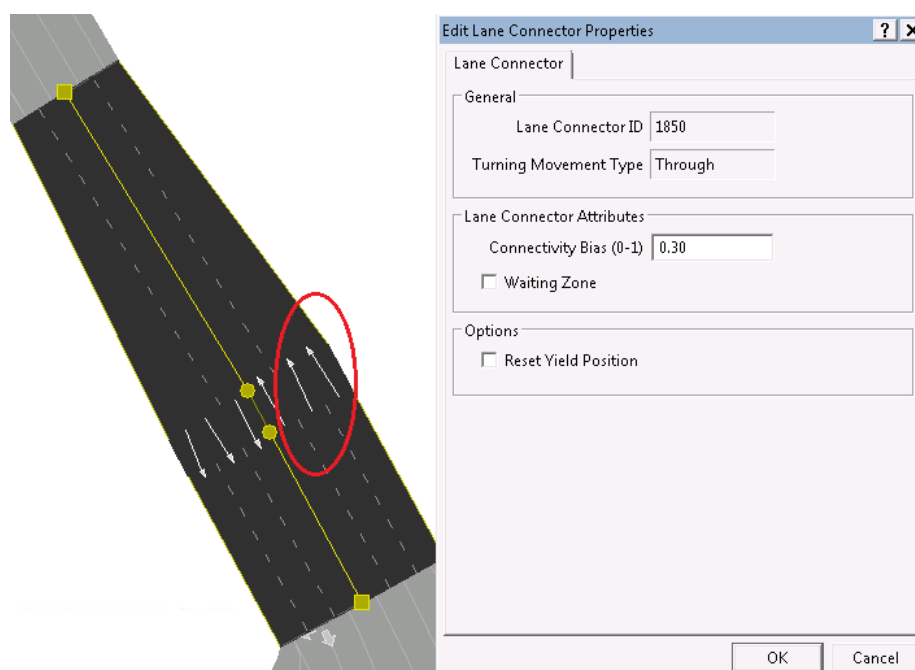 Edit Lane Connector Properties
Lane Connector
General
Lane Connector ID 1850
Turning Movement Type Through
Lane Connector Attributes
Connectivity Bias (0-1) 0.30
Waiting Zone
Options
Reset Yield Position
OK Cancel